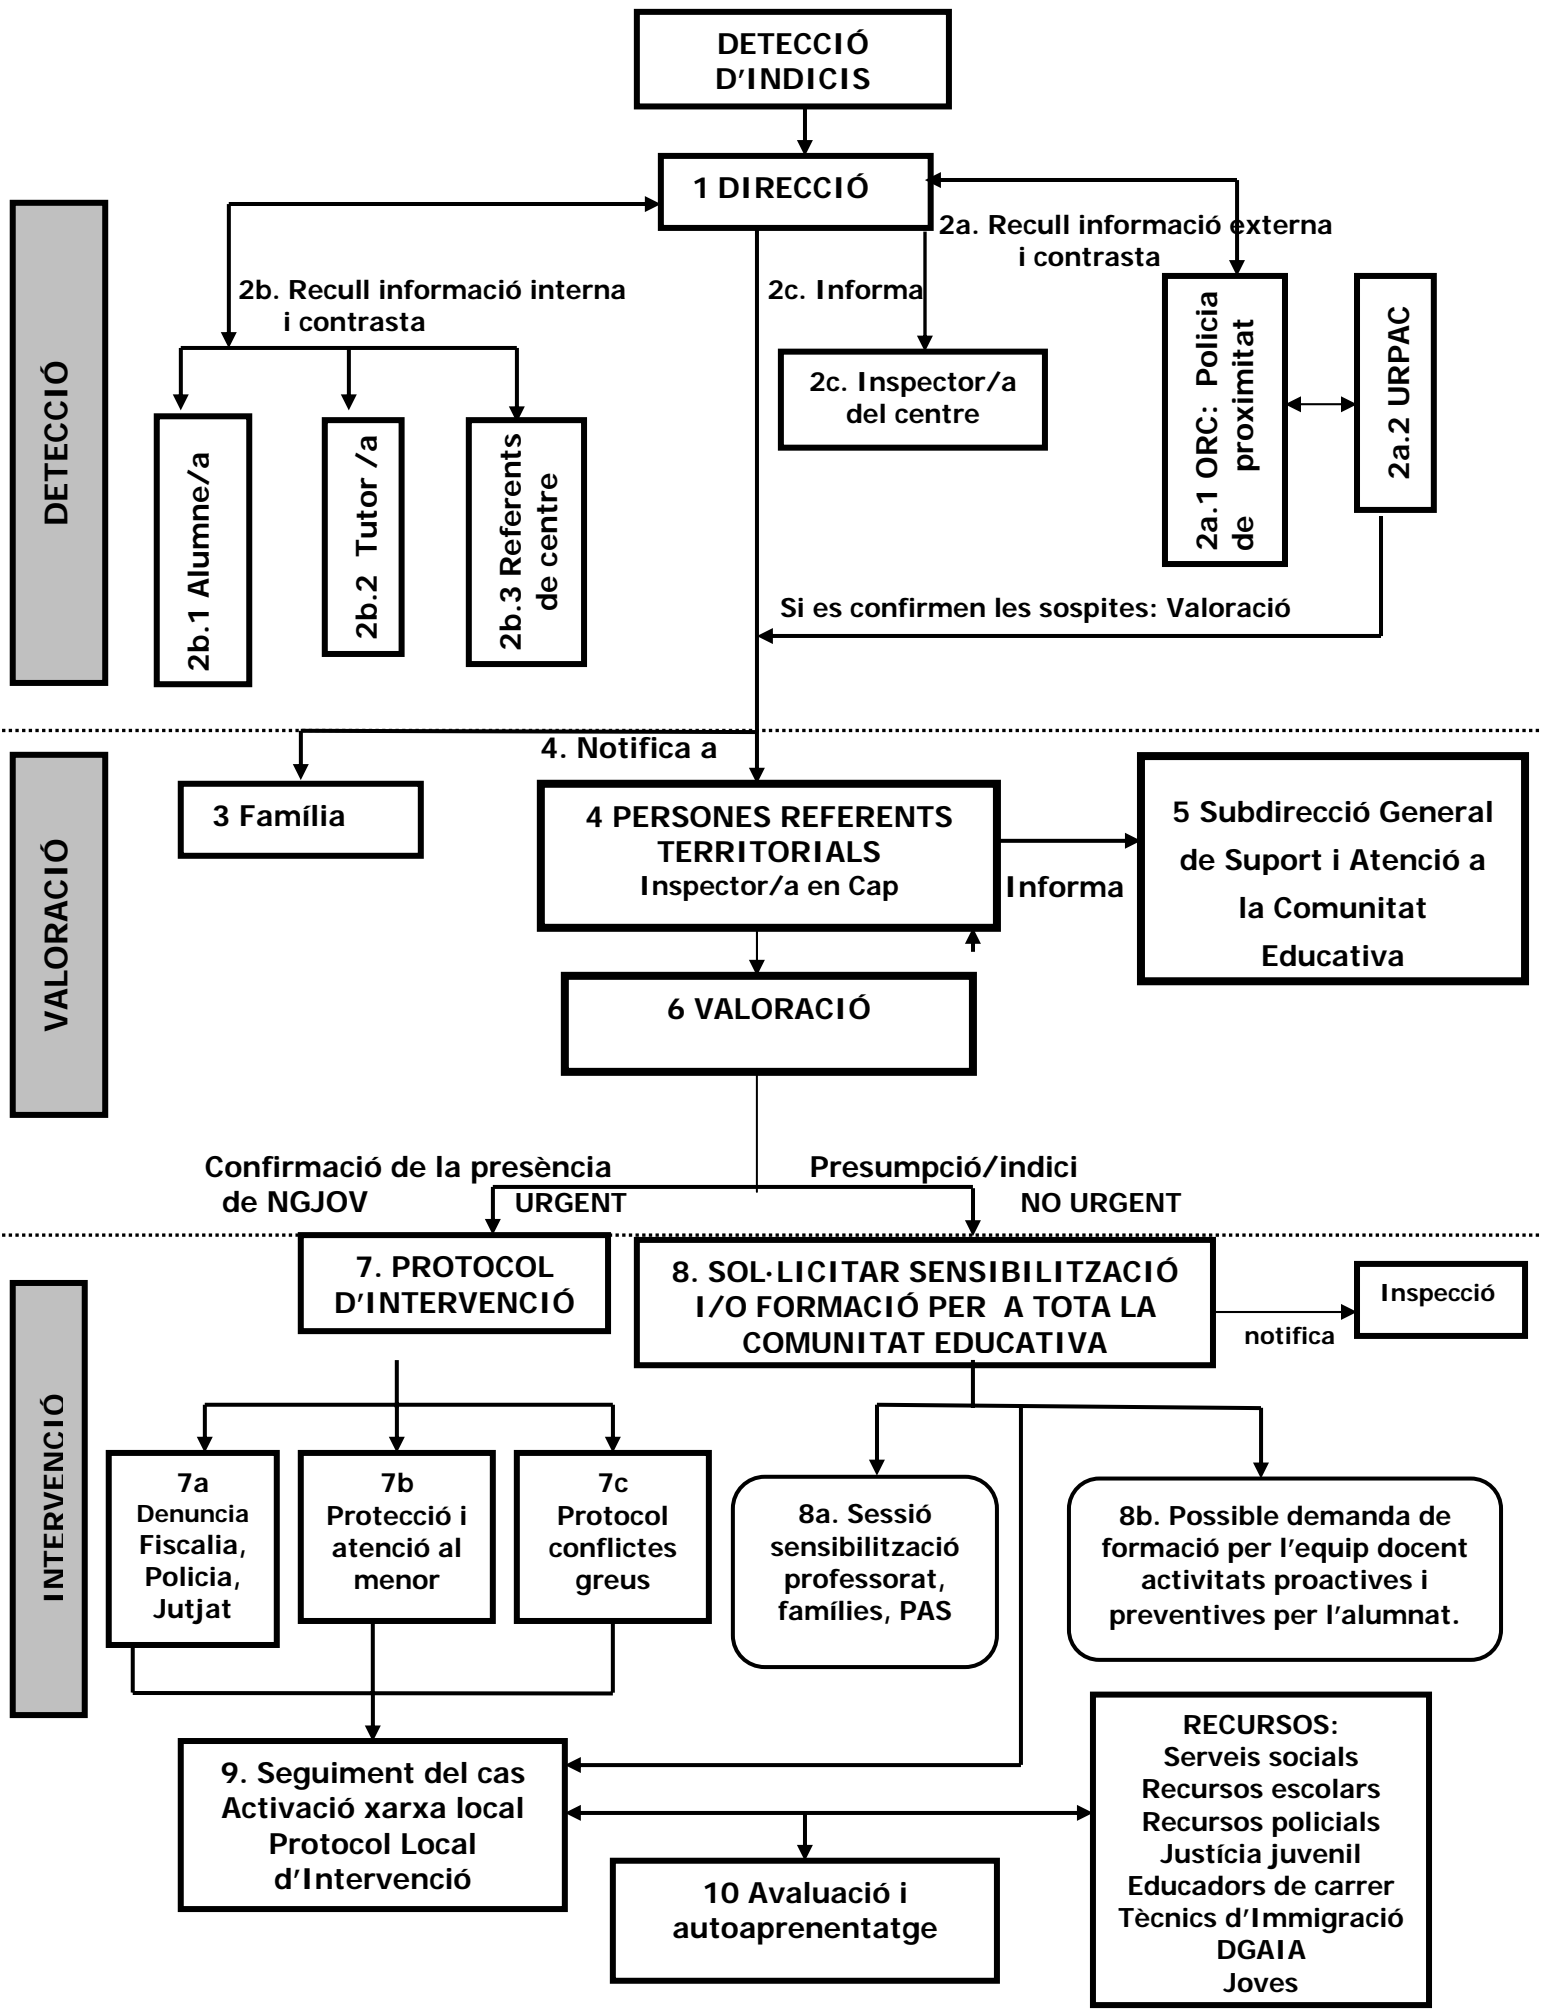 DETECCIÓ
D'INDICIS
1 DIRECCIÓ
2a. Recull informació externa
i contrasta
2b. Recull informació interna
i contrasta
2c. Informa
DETECCIÓ
2b.1 Alumne/a
2b.2 Tutor /a
2b.3 Referents
de centre
2c. Inspector/a
del centre
2a.1 ORC: Policia
de proximitat
2a.2 URPAC
Si es confirmen les sospites: Valoració
4. Notifica a
VALORACIÓ
3 Família
4 PERSONES REFERENTS
TERRITORIALS
Inspector/a en Cap
Informa
5 Subdirecció General
de Suport i Atenció a
la Comunitat
Educativa
6 VALORACIÓ
Confirmació de la presència
de NGJOV
URGENT
Presumpció/indici
NO URGENT
INTERVENCIÓ
7. PROTOCOL
D'INTERVENCIÓ
8. SOL·LICITAR SENSIBILITZACIÓ
I/O FORMACIÓ PER A TOTA LA
COMUNITAT EDUCATIVA
notifica
Inspecció
7a
Denuncia
Fiscalia,
Policia,
Jutjat
7b
Protecció i
atenció al
menor
7c
Protocol
conflictes
greus
8a. Sessió
sensibilització
professorat,
famílies, PAS
8b. Possible demanda de
formació per l'equip docent
activitats proactives i
preventives per l'alumnat.
9. Seguiment del cas
Activació xarxa local
Protocol Local
d'Intervenció
10 Avaluació i
autoaprenentatge
RECURSOS:
Serveis socials
Recursos escolars
Recursos policials
Justícia juvenil
Educadors de carrer
Tècnics d'Immigració
DGAIA
Joves